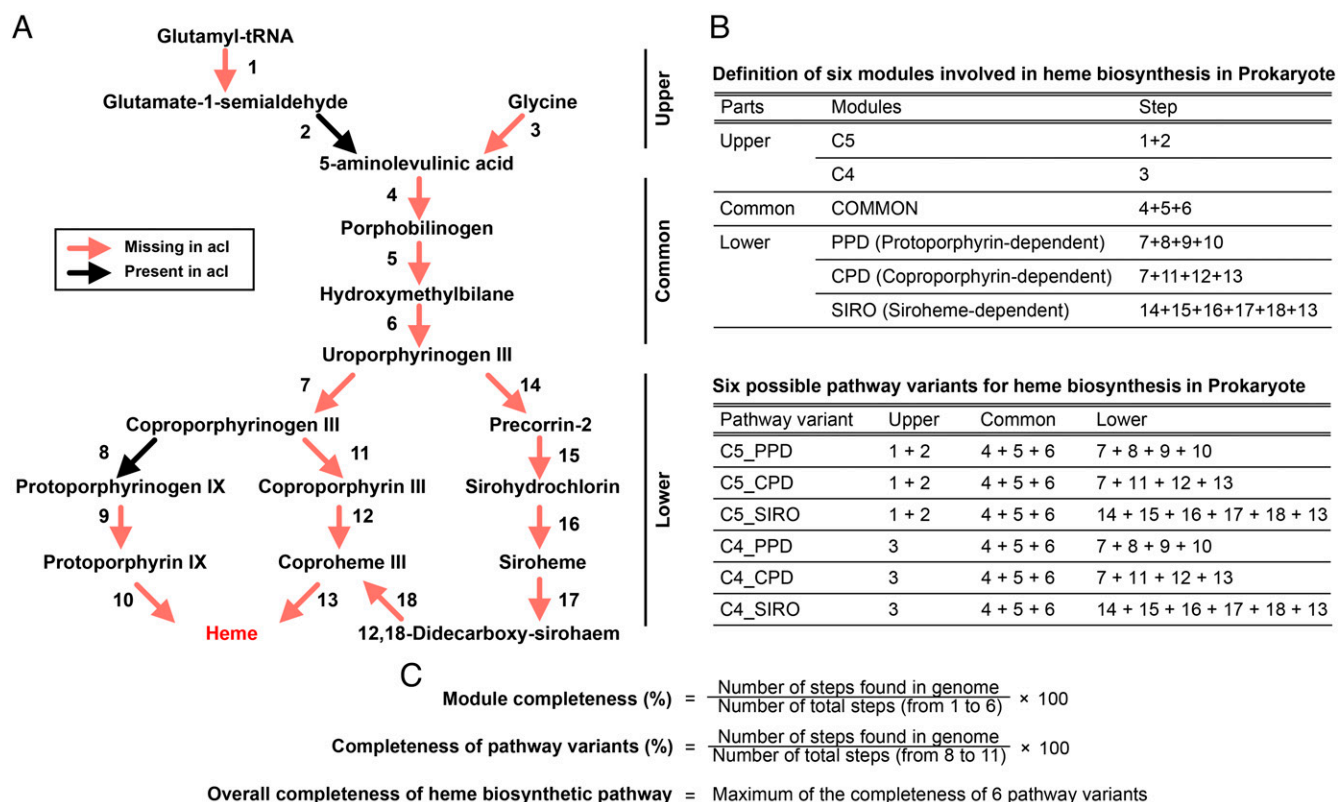 A
Glutamyl-tRNA
1
Glutamate-1-semialdehyde
Glycine
2
3
5-aminolevulinic acid
Upper
4
Porphobilinogen
5
Hydroxymethylbilane
6
Uroporphyrinogen III
Common
Missing in acI
Present in acI
7
14
Coproporphyrinogen III
Precorrin-2
8
11
15
Protoporphyrinogen IX
Coproporphyrin III
Sirohydrochlorin
9
12
16
Protoporphyrin IX
Coproheme III
Siroheme
10
13
18
17
Heme
12,18-Didecarboxy-sirohaem
Lower
B
Definition of six modules involved in heme biosynthesis in Prokaryote
Parts Modules Step
Upper C5 1+2
C4 3
Common COMMON 4+5+6
Lower PPD (Protoporphyrin-dependent) 7+8+9+10
CPD (Coproporphyrin-dependent) 7+11+12+13
SIRO (Siroheme-dependent) 14+15+16+17+18+13
Six possible pathway variants for heme biosynthesis in Prokaryote
Pathway variant Upper Common Lower
C5_PPD 1 + 2 4 + 5 + 6 7 + 8 + 9 + 10
C5_CPD 1 + 2 4 + 5 + 6 7 + 11 + 12 + 13
C5_SIRO 1 + 2 4 + 5 + 6 14 + 15 + 16 + 17 + 18 + 13
C4_PPD 3 4 + 5 + 6 7 + 8 + 9 + 10
C4_CPD 3 4 + 5 + 6 7 + 11 + 12 + 13
C4_SIRO 3 4 + 5 + 6 14 + 15 + 16 + 17 + 18 + 13
C
Module completeness (%) = Number of steps found in genome
Number of total steps (from 1 to 6) × 100
Completeness of pathway variants (%) = Number of steps found in genome
Number of total steps (from 8 to 11) × 100
Overall completeness of heme biosynthetic pathway = Maximum of the completeness of 6 pathway variants